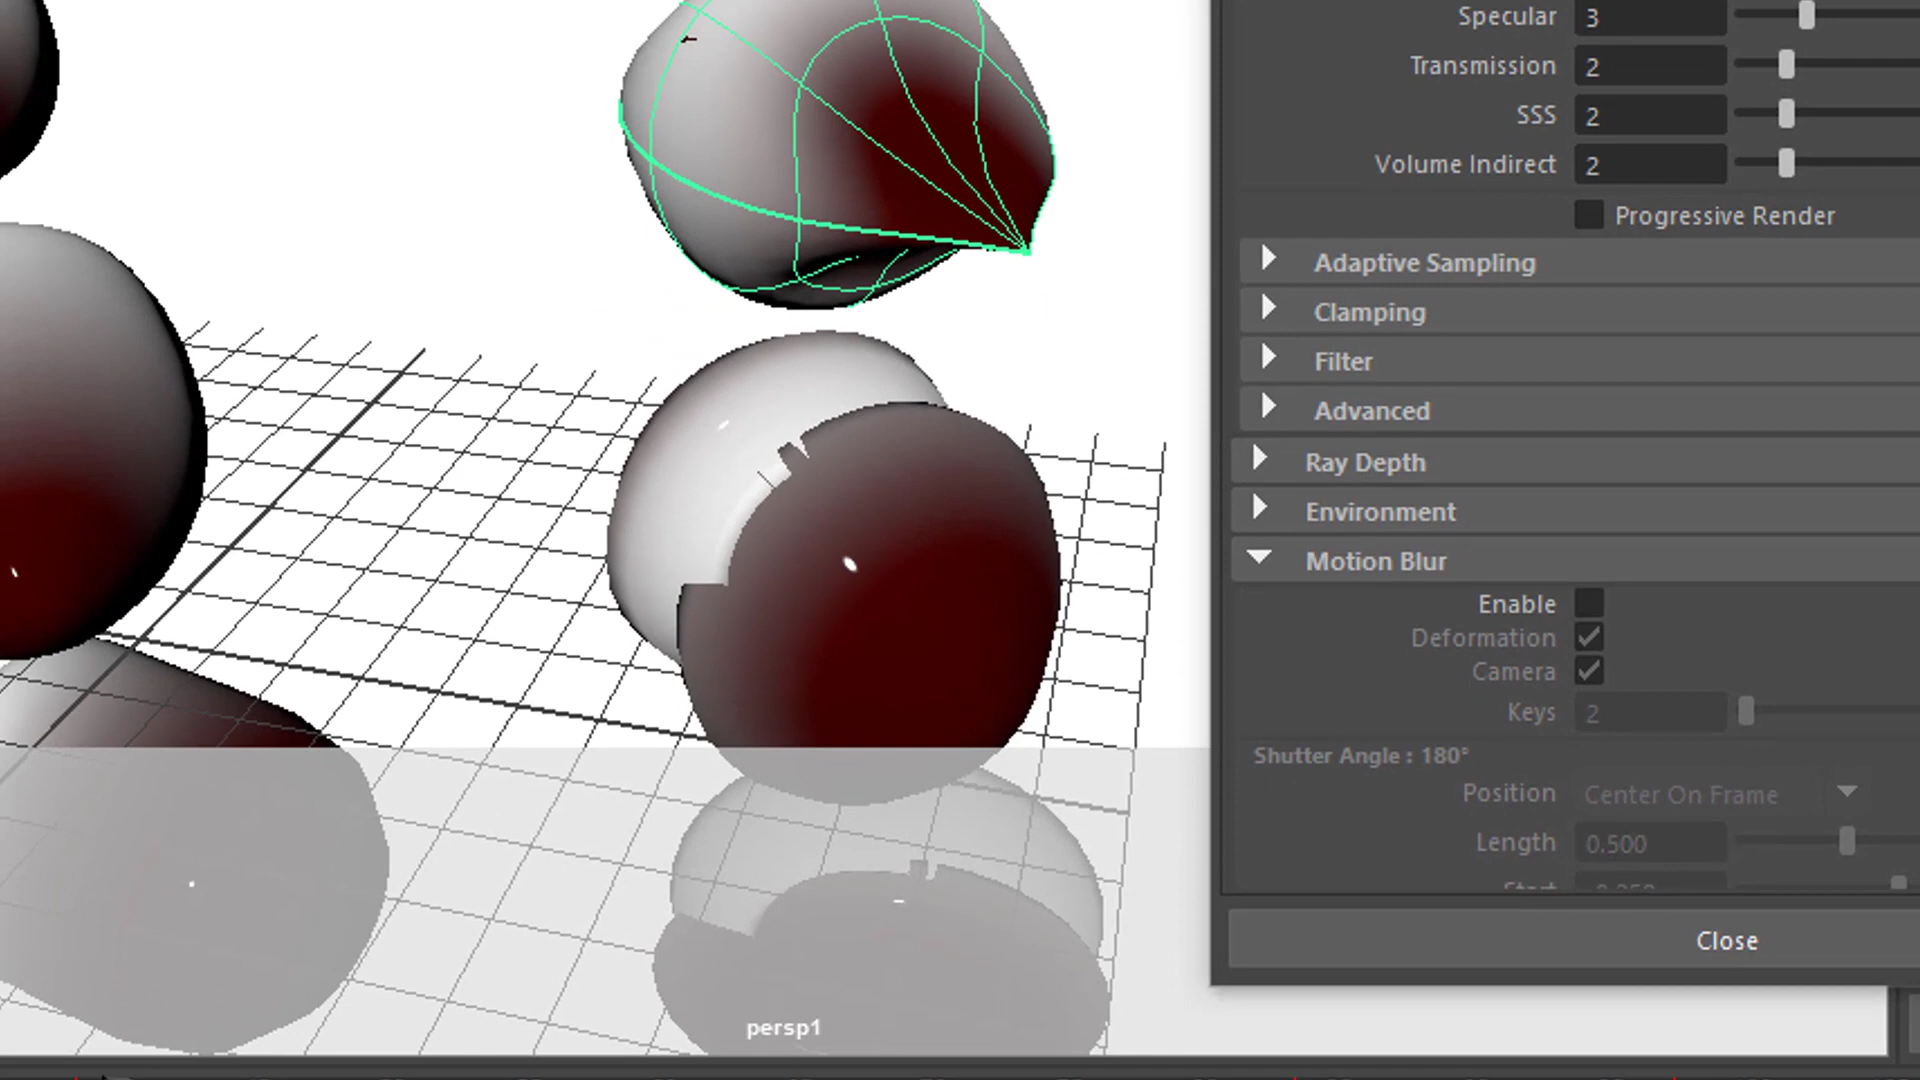 Specular 3
Transmission 2
SSS 2
Volume Indirect 2
Progressive Render
Adaptive Sampling
Clamping
Filter
Advanced
Ray Depth
Environment
Motion Blur
Enable
Deformation
Camera
Keys 2
Shutter Angle : 180°
Position Center On Frame
Length 0.500
Close
persp1